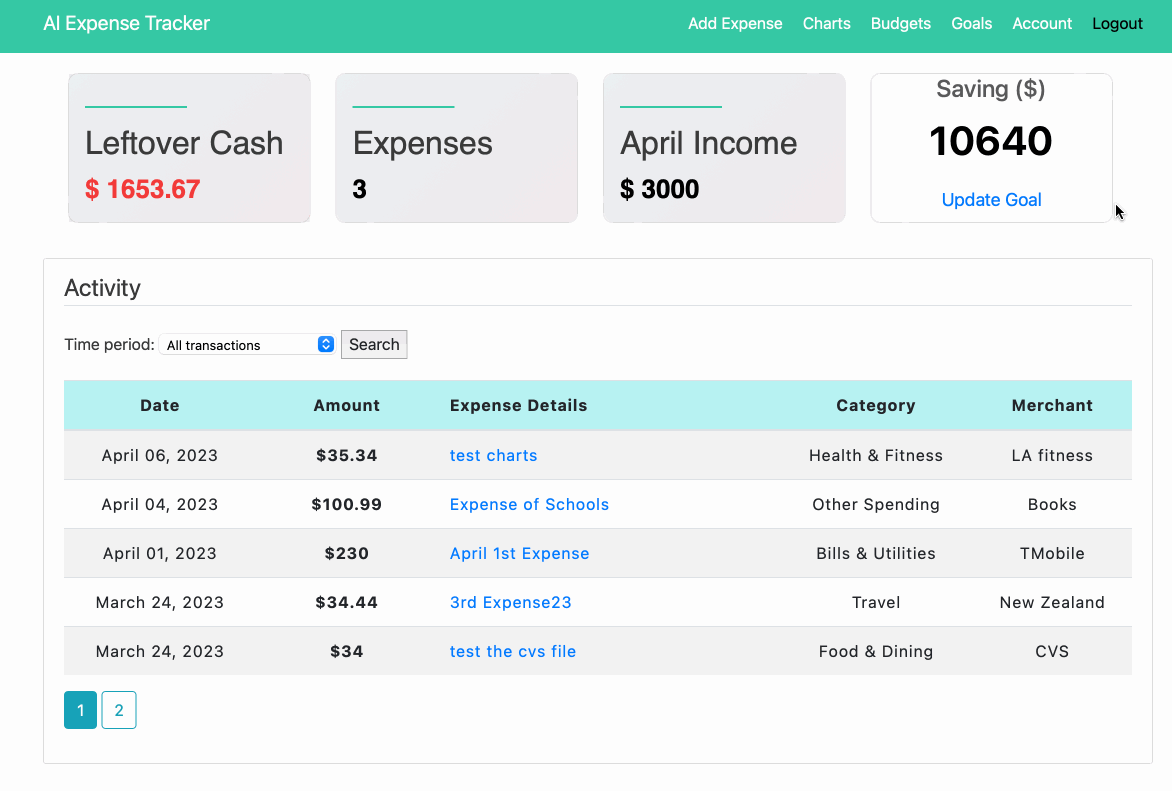 AI Expense Tracker
Add Expense Charts Budgets Goals Account Logout
Leftover Cash
$ 1653.67
Expenses
3
April Income
$ 3000
Saving ($)
10640
Update Goal
Activity
Time period: All transactions Search
Date Amount Expense Details Category Merchant
April 06, 2023 $35.34 test charts Health & Fitness LA fitness
April 04, 2023 $100.99 Expense of Schools Other Spending Books
April 01, 2023 $230 April 1st Expense Bills & Utilities TMobile
March 24, 2023 $34.44 3rd Expense23 Travel New Zealand
March 24, 2023 $34 test the cvs file Food & Dining CVS
1 2